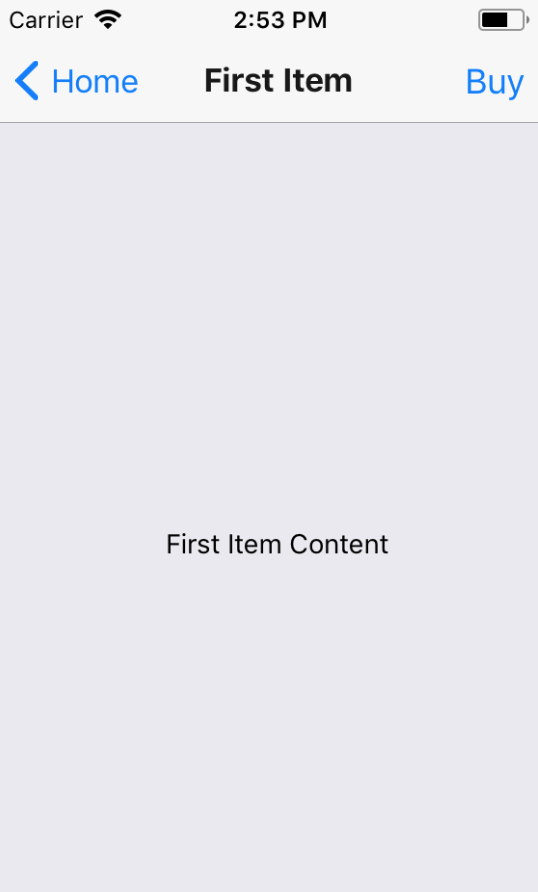 Carrier 2:53 PM
Home First Item Buy
First Item Content